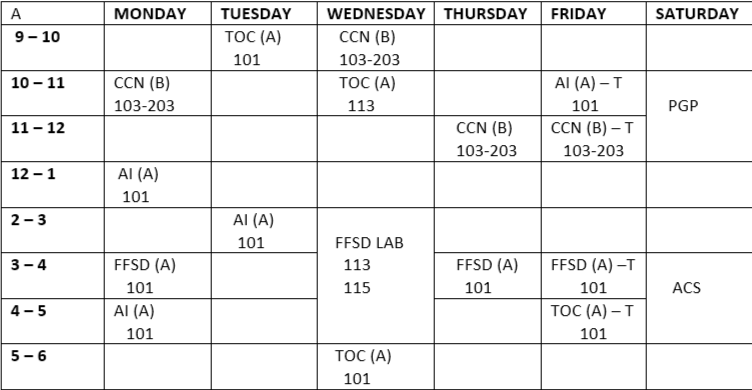 A MONDAY TUESDAY WEDNESDAY THURSDAY FRIDAY SATURDAY
9 – 10 TOC (A) CCN (B)
101 103-203
10 – 11 CCN (B) TOC (A) AI (A) – T
103-203 113 101 PGP
11 – 12 CCN (B) CCN (B) – T
103-203 103-203
12 – 1 AI (A)
101
2 – 3 AI (A)
101 FFSD LAB
3 – 4 FFSD (A) 113 FFSD (A) FFSD (A) –T
101 115 101 101 ACS
4 – 5 AI (A) TOC (A) – T
101 101
5 – 6 TOC (A)
101